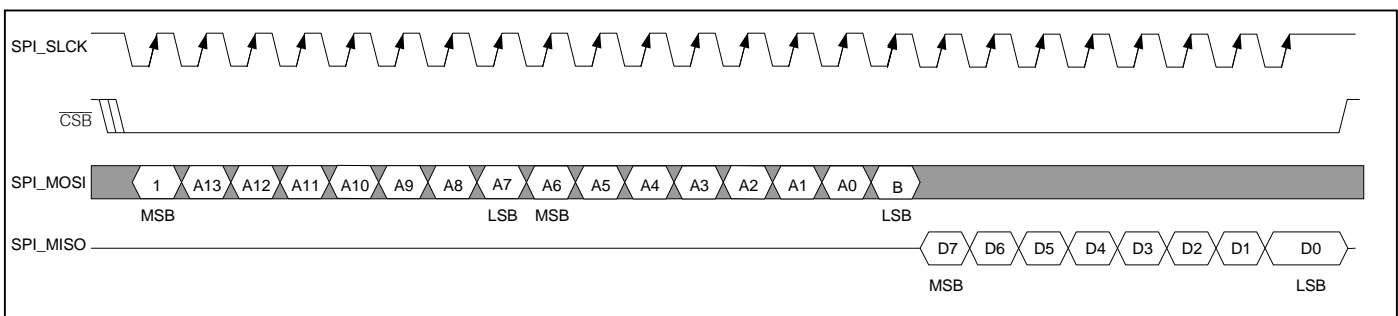 SPI_SLCK
CSB
SPI_MOSI 1 A13 A12 A11 A10 A9 A8 A7 A6 A5 A4 A3 A2 A1 A0 B
MSB LSB MSB LSB
SPI_MISO D7 D6 D5 D4 D3 D2 D1 D0
MSB LSB